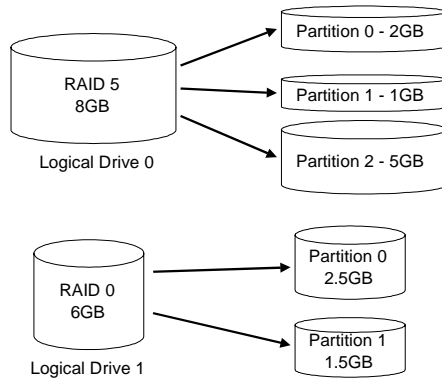 RAID 5
8GB
Logical Drive 0
Partition 0 - 2GB
Partition 1 - 1GB
Partition 2 - 5GB
RAID 0
6GB
Logical Drive 1
Partition 0
2.5GB
Partition 1
1.5GB